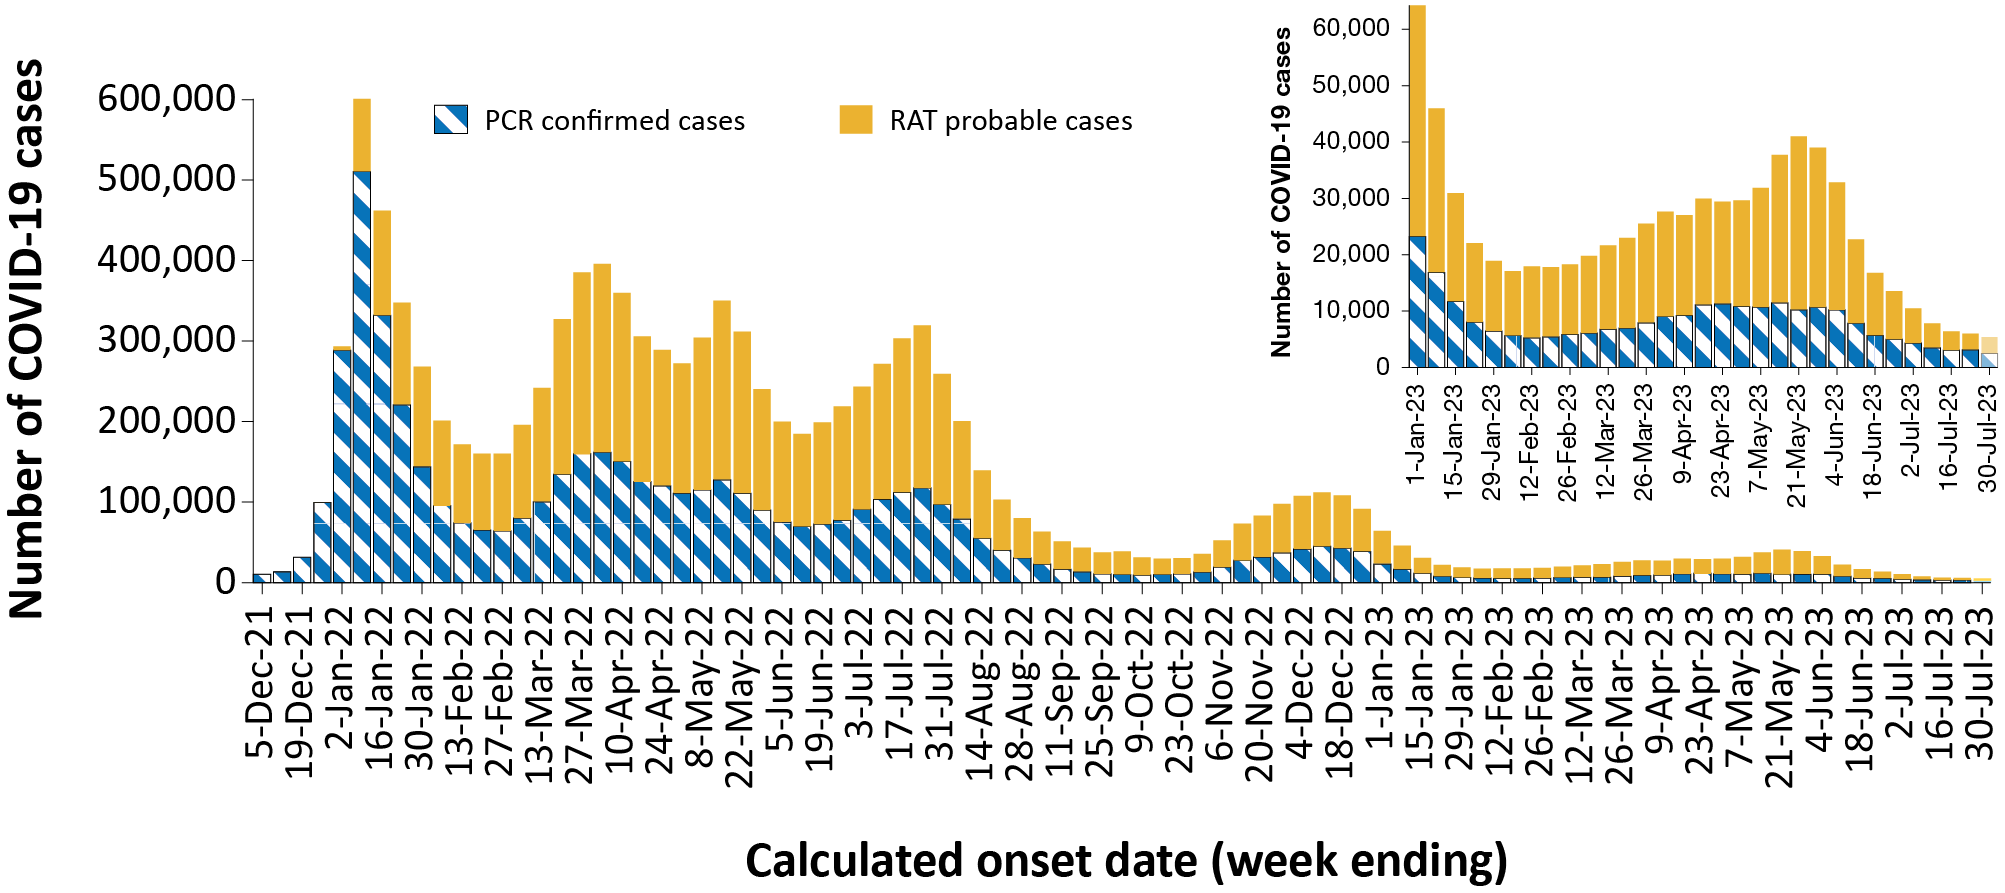 Number of COVID-19 cases
600,000
500,000
400,000
300,000
200,000
100,000
0
PCR confirmed cases
RAT probable cases
5-Dec-21
19-Dec-21
2-Jan-22
16-Jan-22
30-Jan-22
13-Feb-22
27-Feb-22
13-Mar-22
27-Mar-22
10-Apr-22
24-Apr-22
8-May-22
22-May-22
5-Jun-22
19-Jun-22
3-Jul-22
17-Jul-22
31-Jul-22
14-Aug-22
28-Aug-22
11-Sep-22
25-Sep-22
9-Oct-22
23-Oct-22
6-Nov-22
20-Nov-22
4-Dec-22
18-Dec-22
1-Jan-23
15-Jan-23
29-Jan-23
12-Feb-23
26-Feb-23
12-Mar-23
26-Mar-23
9-Apr-23
23-Apr-23
7-May-23
21-May-23
4-Jun-23
18-Jun-23
2-Jul-23
16-Jul-23
30-Jul-23
Calculated onset date (week ending)
Number of COVID-19 cases
60,000
50,000
40,000
30,000
20,000
10,000
0
1-Jan-23
15-Jan-23
29-Jan-23
12-Feb-23
26-Feb-23
12-Mar-23
26-Mar-23
9-Apr-23
23-Apr-23
7-May-23
21-May-23
4-Jun-23
18-Jun-23
2-Jul-23
16-Jul-23
30-Jul-23